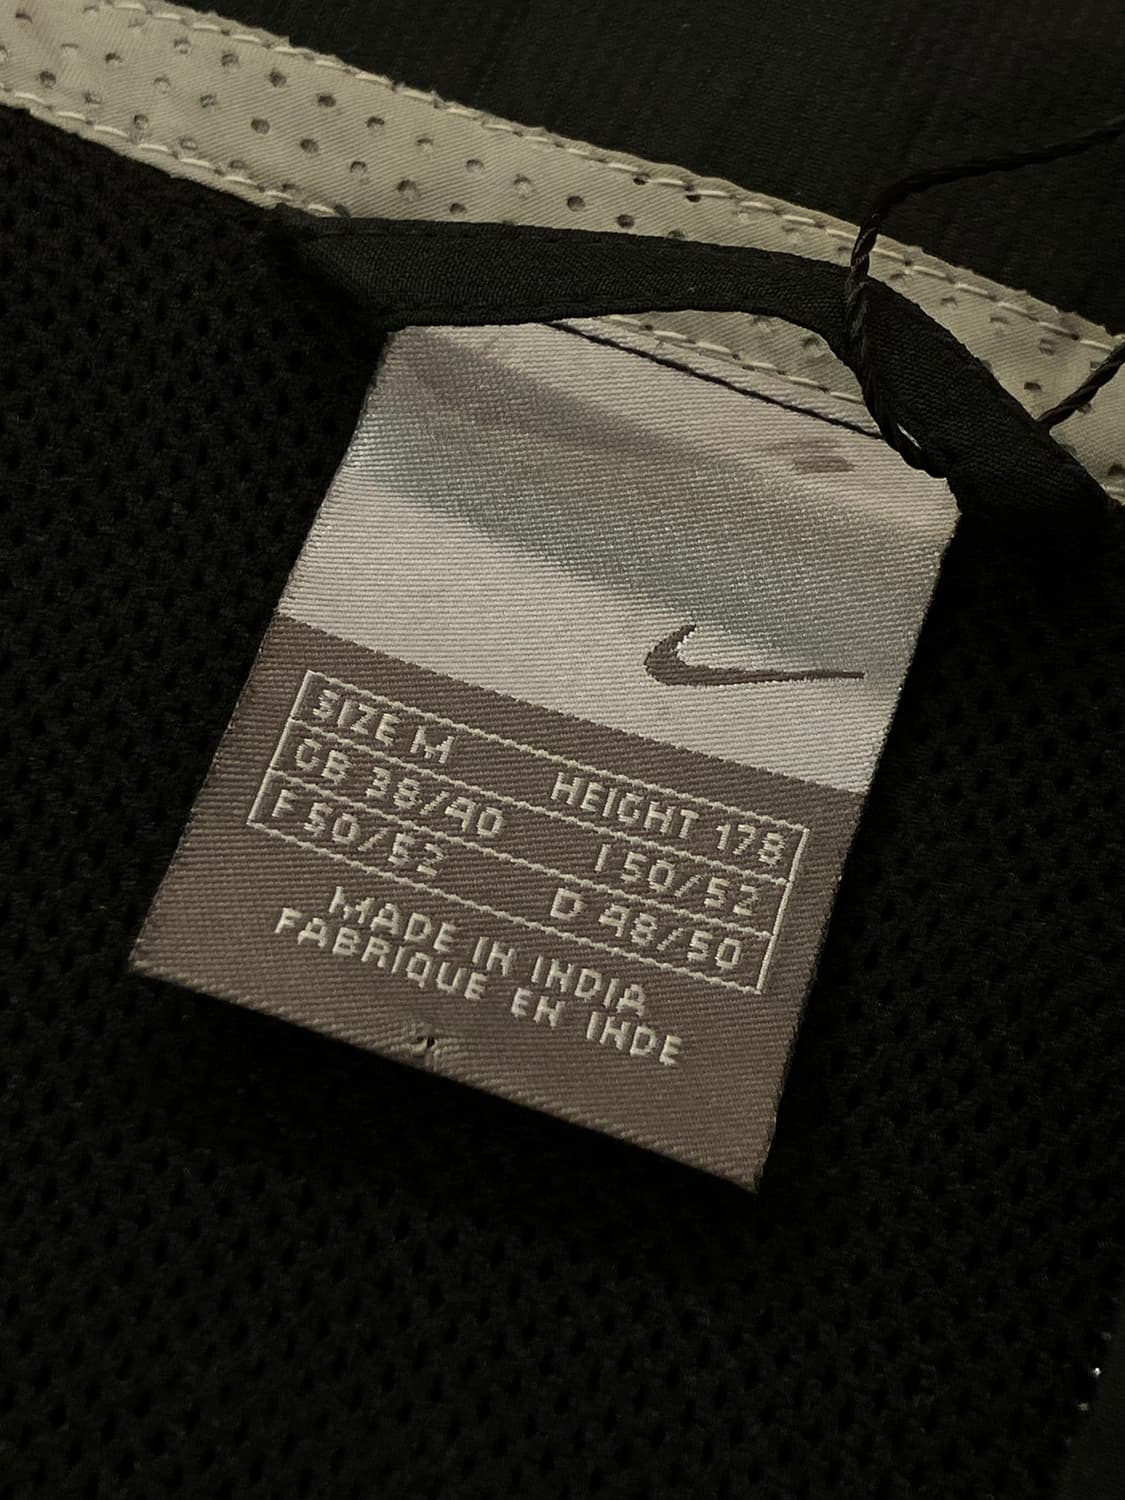 SIZE M HEIGHT 178
GB 38/40 I 50/52
F 50/52 D 48/50
MADE IN INDIA
FABRIQUE EN INDE